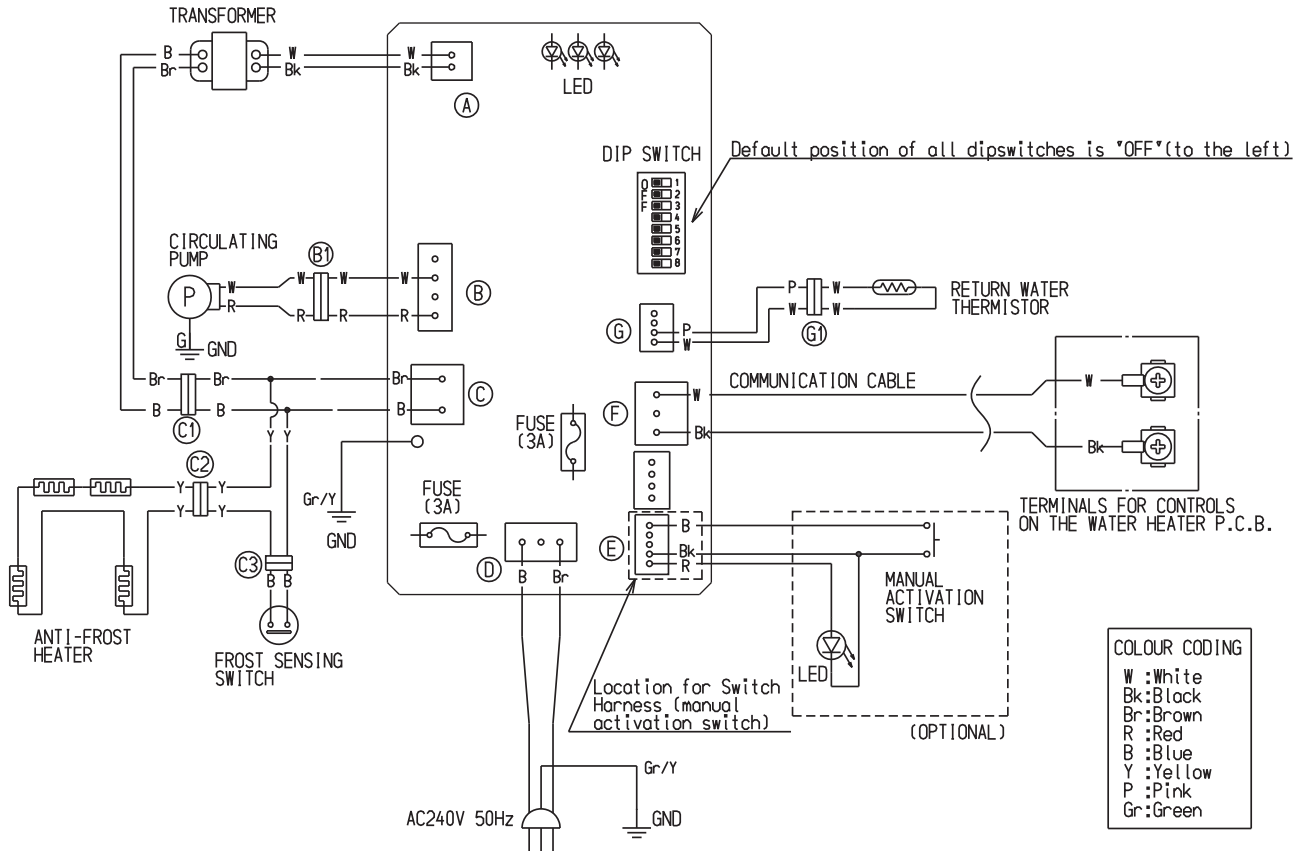 TRANSFORMER
B
Br
W
Bk
W
Bk
A
LED
DIP SWITCH
Default position of all dipswitches is "OFF"(to the left)
OFF
1
2
3
4
5
6
7
8
CIRCULATING
PUMP
P
W
R
B1
W
W
W
R
R
R
B
G
GND
G
P
W
P
W
G1
W
W
RETURN WATER
THERMISTOR
Br
Br
Br
B
B
B
C1
C
Y
Y
F
W
Bk
COMMUNICATION CABLE
W
Bk
TERMINALS FOR CONTROLS
ON THE WATER HEATER P.C.B.
FUSE
(3A)
FUSE
(3A)
C2
Y
Y
Y
Y
Gr/Y
GND
C3
B
B
ANTI-FROST
HEATER
FROST SENSING
SWITCH
D
B
Br
E
B
Bk
R
MANUAL
ACTIVATION
SWITCH
LED
(OPTIONAL)
Location for Switch
Harness (manual
activation switch)
Gr/Y
AC240V 50Hz
GND
COLOUR CODING
W :White
Bk:Black
Br:Brown
R :Red
B :Blue
Y :Yellow
P :Pink
Gr:Green